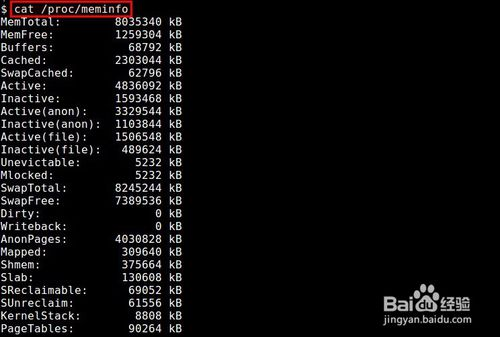 $ cat /proc/meminfo
MemTotal: 8035340 kB
MemFree: 1259304 kB
Buffers: 68792 kB
Cached: 2303044 kB
SwapCached: 62796 kB
Active: 4836092 kB
Inactive: 1593468 kB
Active(anon): 3329544 kB
Inactive(anon): 1103844 kB
Active(file): 1506548 kB
Inactive(file): 489624 kB
Unevictable: 5232 kB
Mlocked: 5232 kB
SwapTotal: 8245244 kB
SwapFree: 7389536 kB
Dirty: 0 kB
Writeback: 0 kB
AnonPages: 4030828 kB
Mapped: 309640 kB
Shmem: 375664 kB
Slab: 130608 kB
SReclaimable: 69052 kB
SUnreclaim: 61556 kB
KernelStack: 8808 kB
PageTables: 90264 kB
Baidu 经验
jingyan.baidu.com